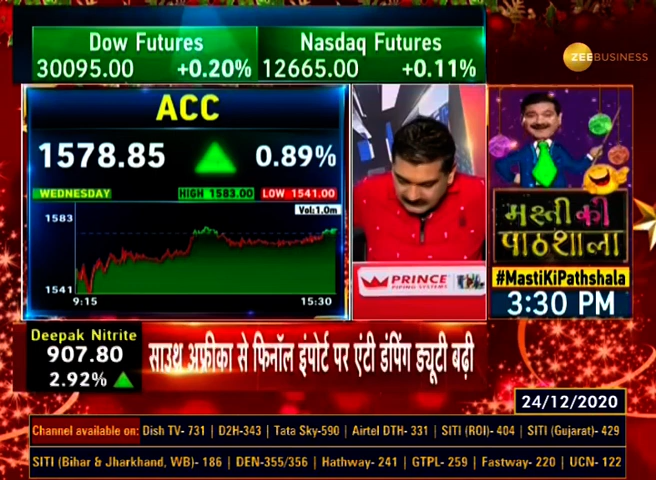 Dow Futures
30095.00 +0.20%
Nasdaq Futures
12665.00 +0.11%
ZEE BUSINESS
ACC
1578.85 0.89%
WEDNESDAY HIGH 1583.00 LOW 1541.00
Vol:1.0m
1583
1541
9:15 15:30
PRINCE
PIPING SYSTEMS
मस्ती की
पाठशाला
#MastiKiPathshala
3:30 PM
Deepak Nitrite
907.80
2.92%
साउथ अफ्रीका से फिनॉल इंपोर्ट पर एंटी डंपिंग ड्यूटी बढ़ी
24/12/2020
Channel available on: Dish TV- 731 | D2H-343 | Tata Sky-590 | Airtel DTH- 331 | SITI (ROI)- 404 | SITI (Gujarat)- 429
SITI (Bihar & Jharkhand, WB)- 186 | DEN-355/356 | Hathway- 241 | GTPL- 259 | Fastway- 220 | UCN- 122